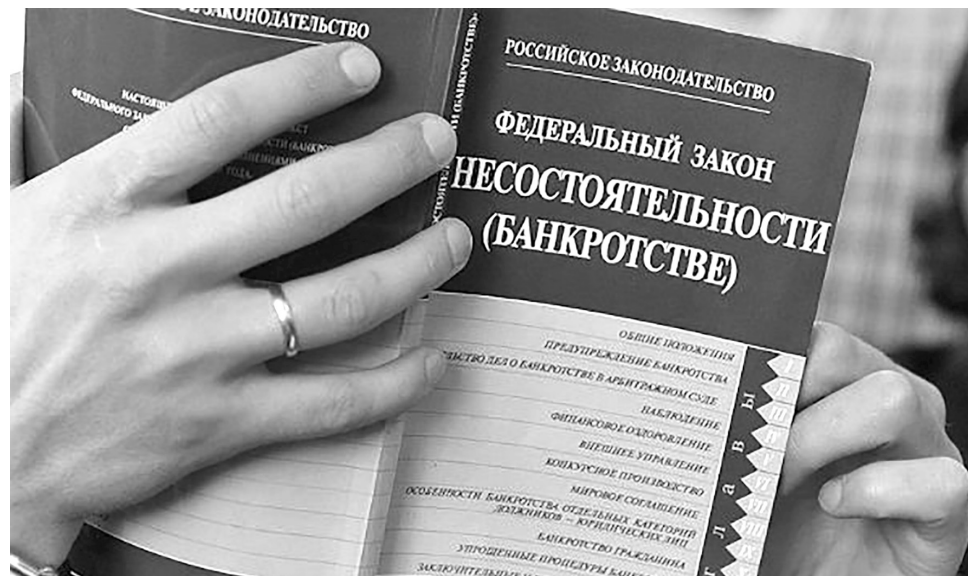 ЗАКОНОДАТЕЛЬСТВО
РОССИЙСКОЕ ЗАКОНОДАТЕЛЬСТВО
ФЕДЕРАЛЬНЫЙ ЗАКОН
НЕСОСТОЯТЕЛЬНОСТИ
(БАНКРОТСТВЕ)
ОБЩИЕ ПОЛОЖЕНИЯ
ПРЕДУПРЕЖДЕНИЕ БАНКРОТСТВА
ДЕЛ О БАНКРОТСТВЕ В АРБИТРАЖНОМ СУДЕ
НАБЛЮДЕНИЕ
ФИНАНСОВОЕ ОЗДОРОВЛЕНИЕ
ВНЕШНЕЕ УПРАВЛЕНИЕ
КОНКУРСНОЕ ПРОИЗВОДСТВО
МИРОВОЕ СОГЛАШЕНИЕ
ОСОБЕННОСТИ БАНКРОТСТВА ОТДЕЛЬНЫХ КАТЕГОРИЙ
ДОЛЖНИКОВ — ЮРИДИЧЕСКИХ ЛИЦ
БАНКРОТСТВО ГРАЖДАНИНА
УПРОЩЕННЫЕ ПРОЦЕДУРЫ
ЗАКЛЮЧИТЕЛЬНЫЕ
главы